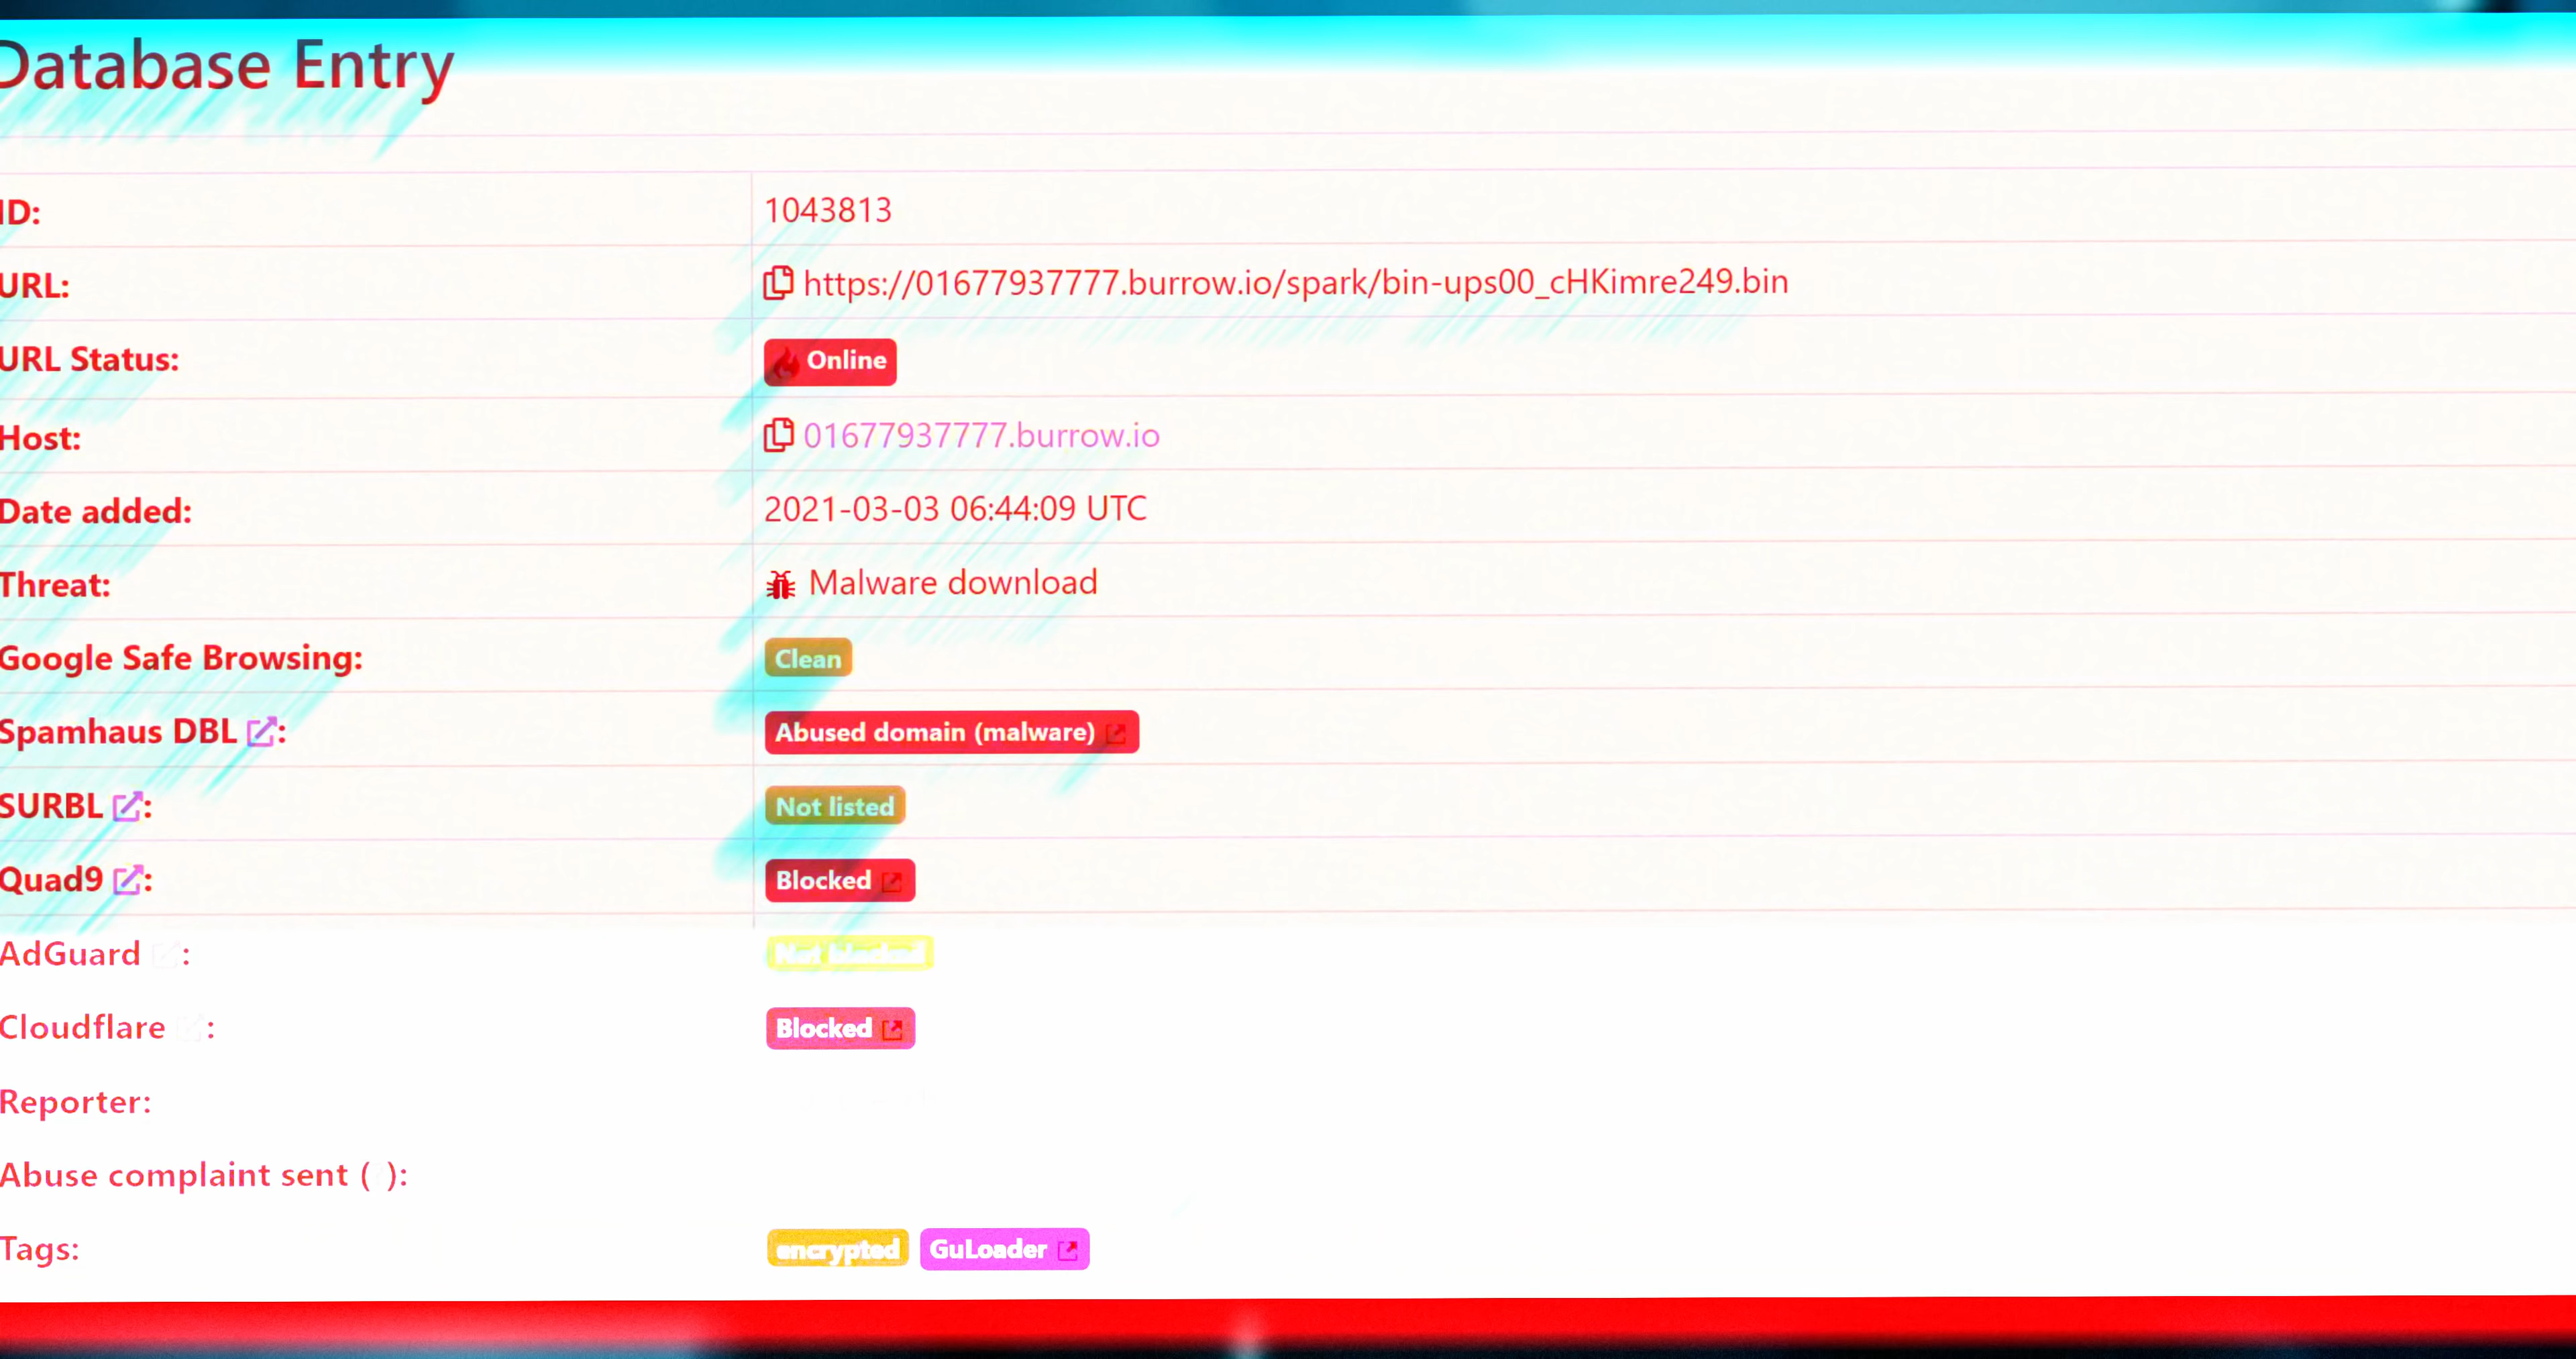 Database Entry
ID: 1043813
URL: https://01677937777.burrow.io/spark/bin-ups00_cHKimre249.bin
URL Status: Online
Host: 01677937777.burrow.io
Date added: 2021-03-03 06:44:09 UTC
Threat: Malware download
Google Safe Browsing: Clean
Spamhaus DBL : Abused domain (malware)
SURBL : Not listed
Quad9 : Blocked
AdGuard : Not blocked
Cloudflare : Blocked
Reporter:
Abuse complaint sent ( ):
Tags: encrypted GuLoader